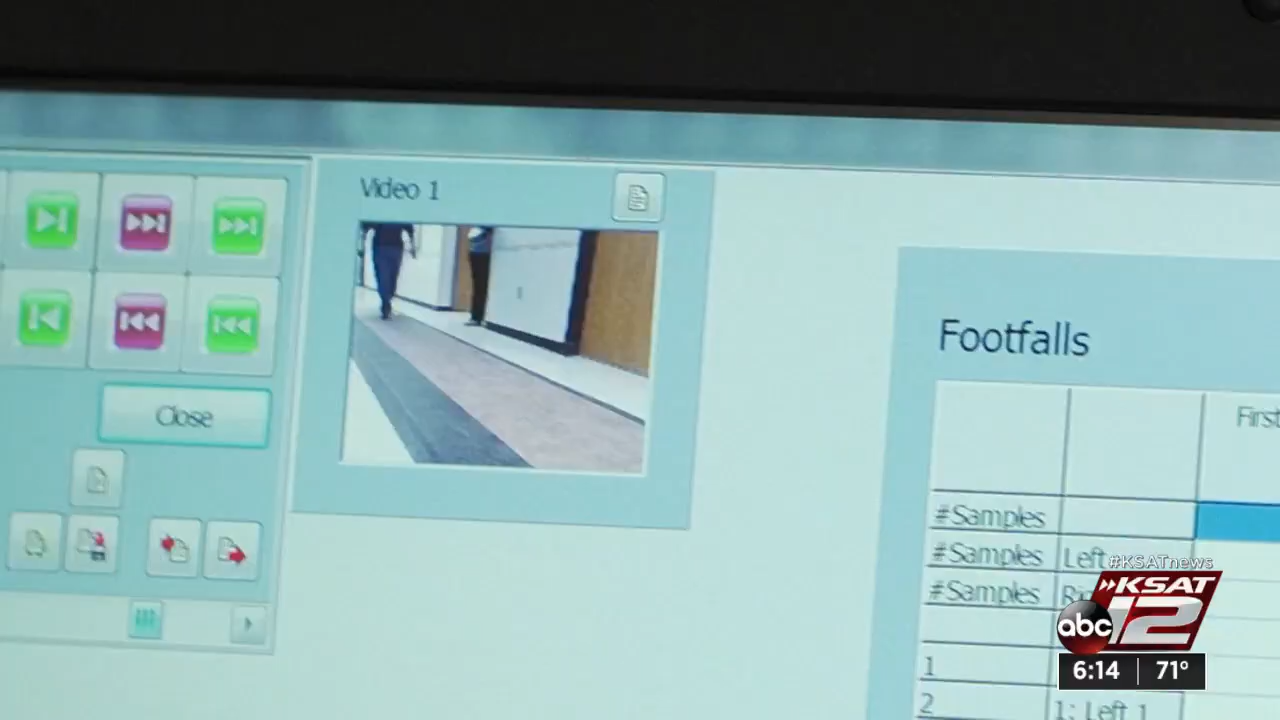 Video 1
Close
Footfalls
First
#Samples
#Samples Left
#Samples
1
2 1: Left 1
#KSATnews
KSAT
abc 12
6:14 71°